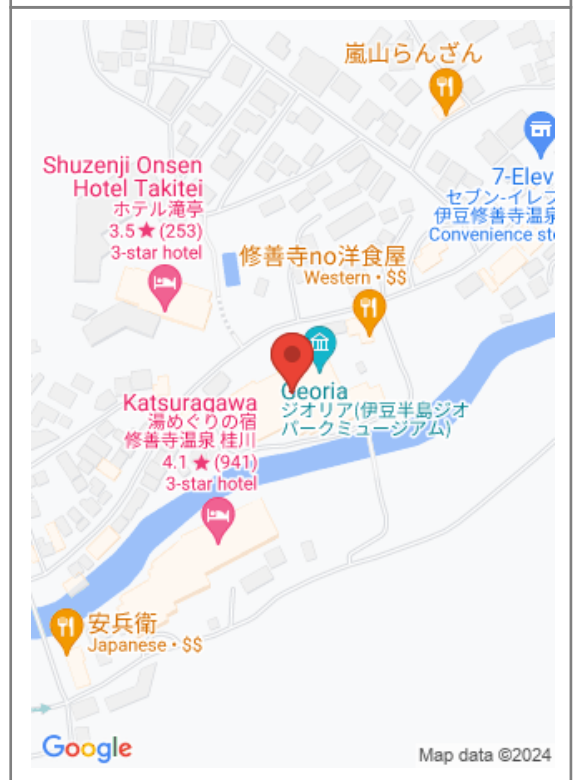 嵐山らんざん
Shuzenji Onsen
Hotel Takitei
ホテル滝亭
3.5★ (253)
3-star hotel
7-Elev
セブン-イレブ
伊豆修善寺温泉
Convenience sto
修善寺no洋食屋
Western • $$
Georia
ジオリア(伊豆半島ジオ
パークミュージアム)
Katsuragawa
湯めぐりの宿
修善寺温泉 桂川
4.1 ★ (941)
3-star hotel
安兵衛
Japanese • $$
Google
Map data ©2024